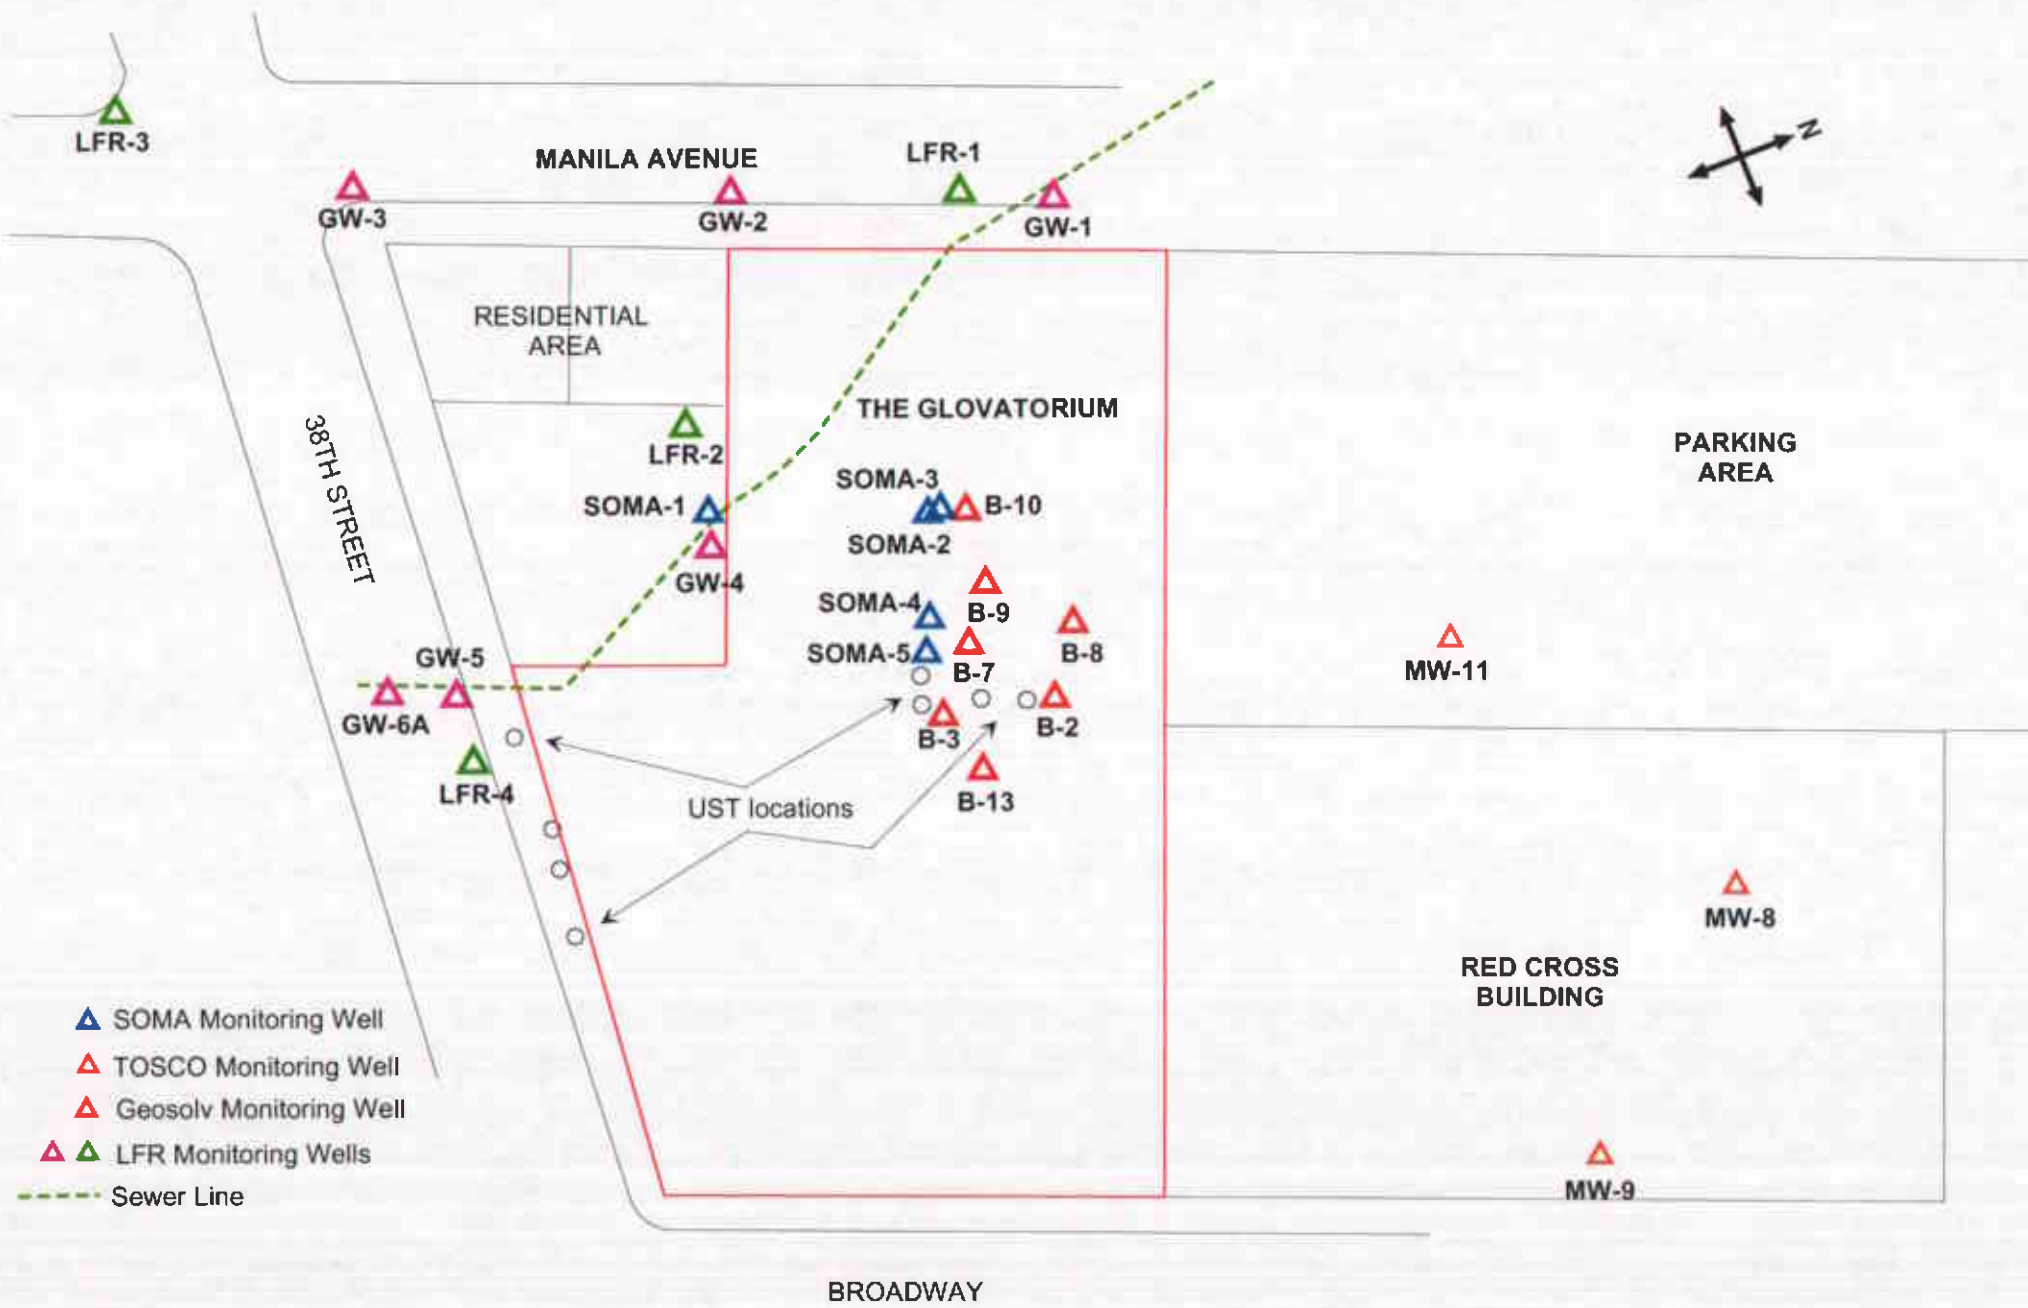 LFR-3
MANILA AVENUE
LFR-1
N
GW-3
GW-2
GW-1
RESIDENTIAL
AREA
THE GLOVATORIUM
PARKING
AREA
38TH STREET
LFR-2
SOMA-3
SOMA-1
B-10
SOMA-2
GW-4
SOMA-4
B-9
SOMA-5
B-8
GW-5
B-7
MW-11
GW-6A
B-3
B-2
LFR-4
UST locations
B-13
MW-8
RED CROSS
BUILDING
SOMA Monitoring Well
TOSCO Monitoring Well
Geosolv Monitoring Well
LFR Monitoring Wells
MW-9
Sewer Line
BROADWAY